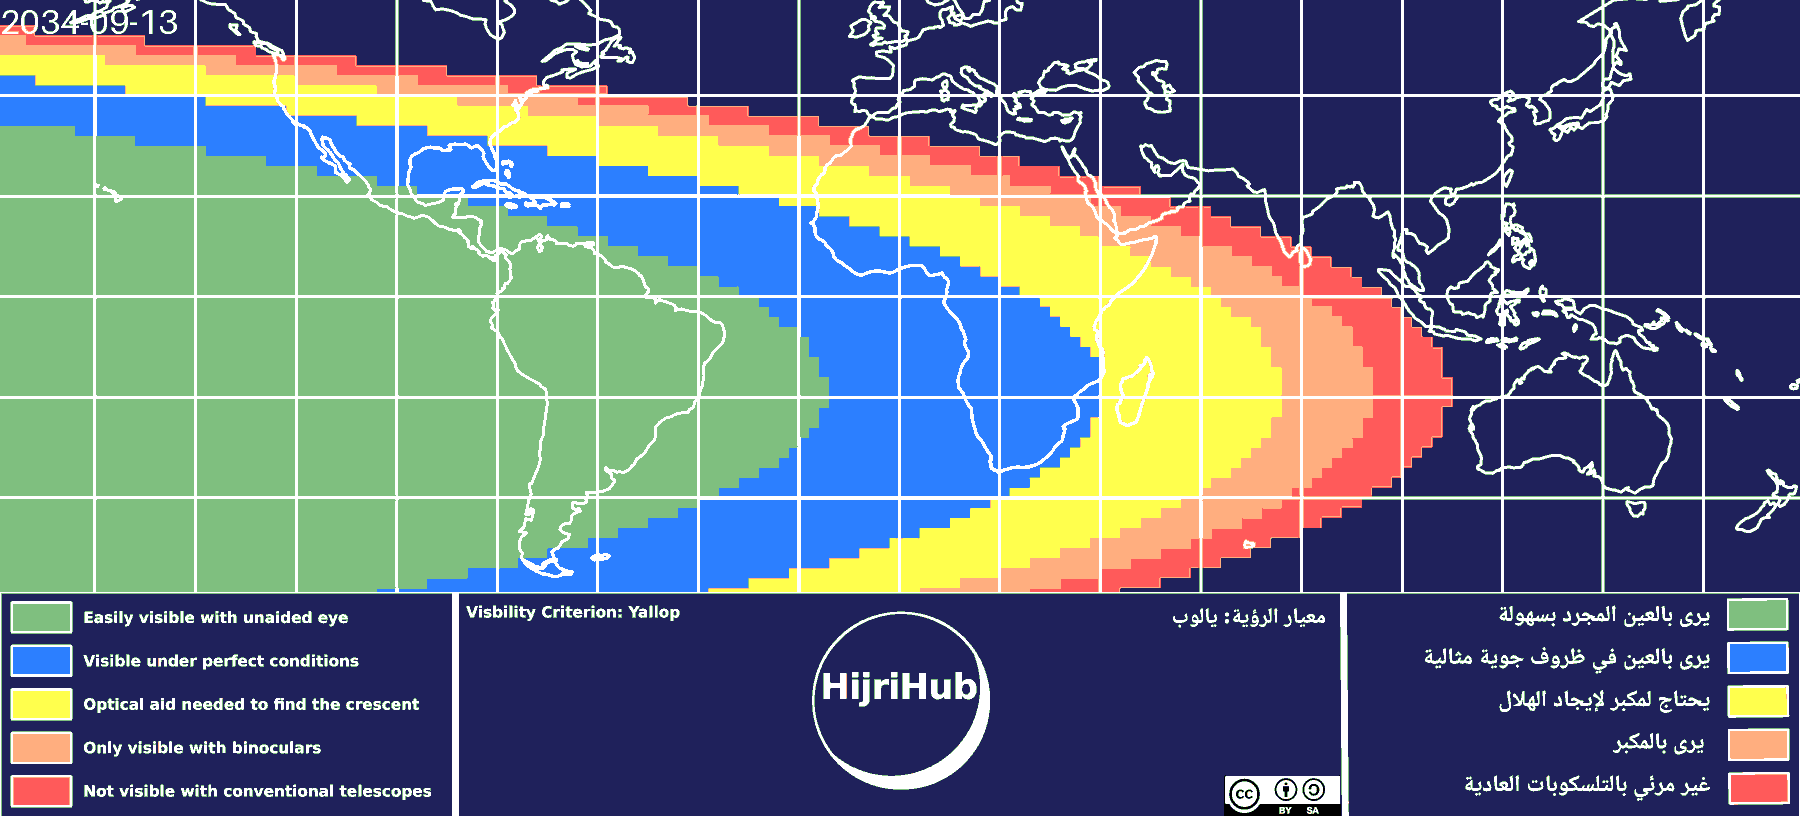 2034-09-13
Easily visible with unaided eye
Visible under perfect conditions
Optical aid needed to find the crescent
Only visible with binoculars
Not visible with conventional telescopes
Visbility Criterion: Yallop
معيار الرؤية: يالوب
HijriHub
cc
BY SA
يرى بالعين المجرد بسهولة
يرى بالعين في ظروف جوية مثالية
يحتاج لمكبر لإيجاد الهلال
يرى بالمكبر
غير مرئي بالتلسكوبات العادية